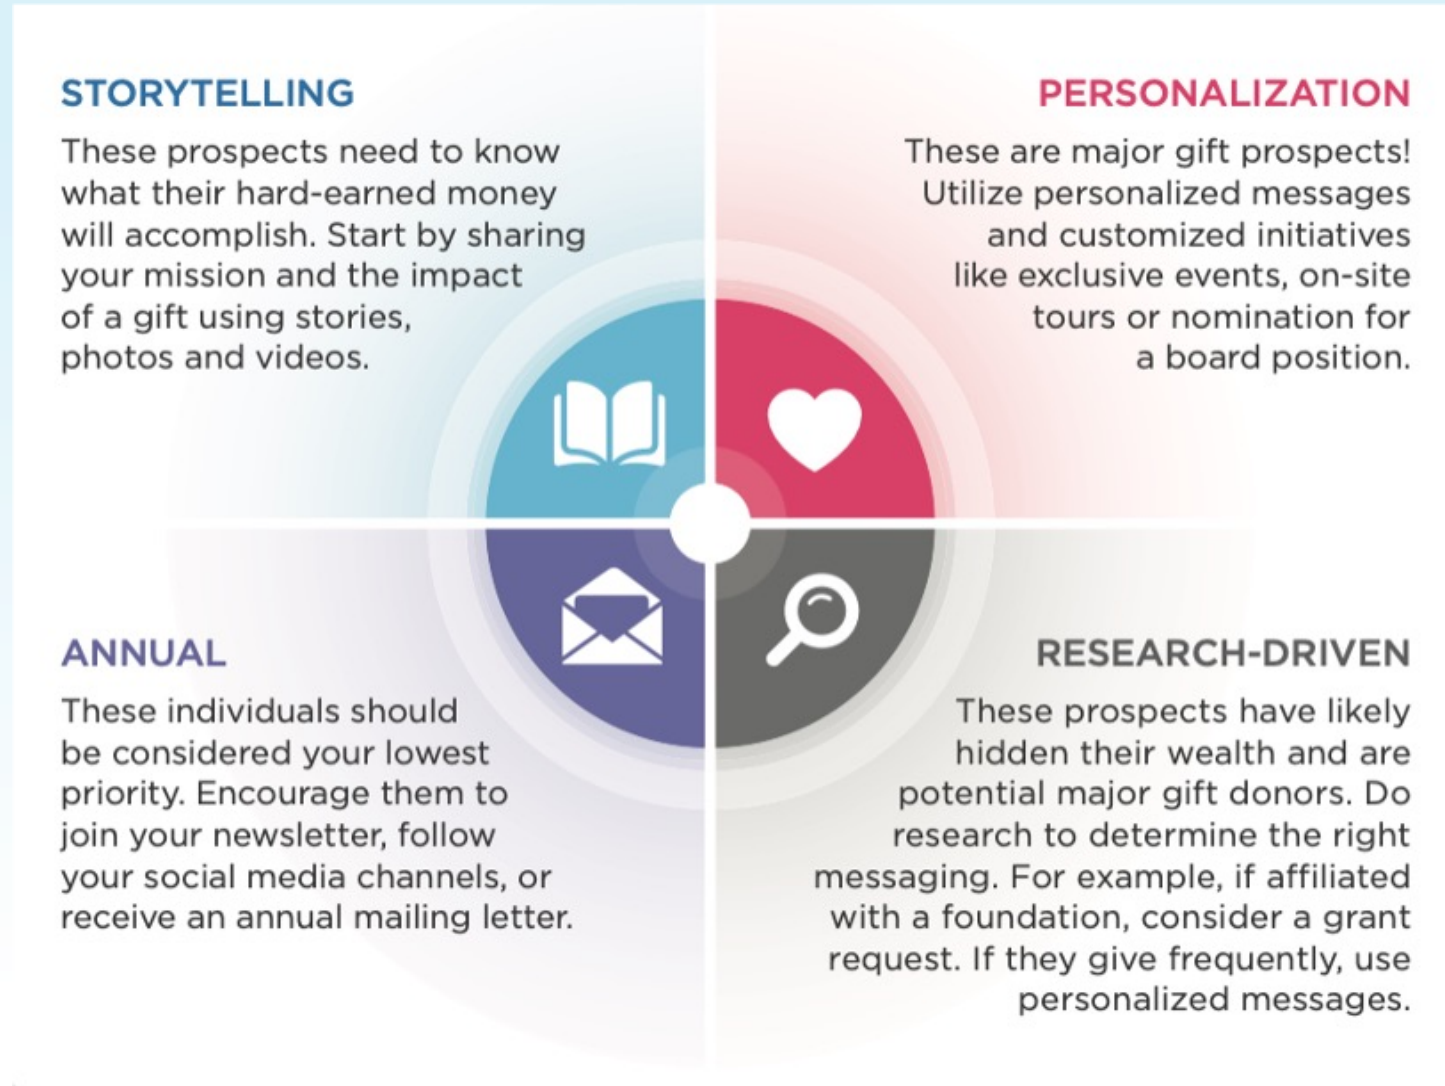 STORYTELLING
These prospects need to know
what their hard-earned money
will accomplish. Start by sharing
your mission and the impact
of a gift using stories,
photos and videos.
PERSONALIZATION
These are major gift prospects!
Utilize personalized messages
and customized initiatives
like exclusive events, on-site
tours or nomination for
a board position.
ANNUAL
These individuals should
be considered your lowest
priority. Encourage them to
join your newsletter, follow
your social media channels, or
receive an annual mailing letter.
RESEARCH-DRIVEN
These prospects have likely
hidden their wealth and are
potential major gift donors. Do
research to determine the right
messaging. For example, if affiliated
with a foundation, consider a grant
request. If they give frequently, use
personalized messages.